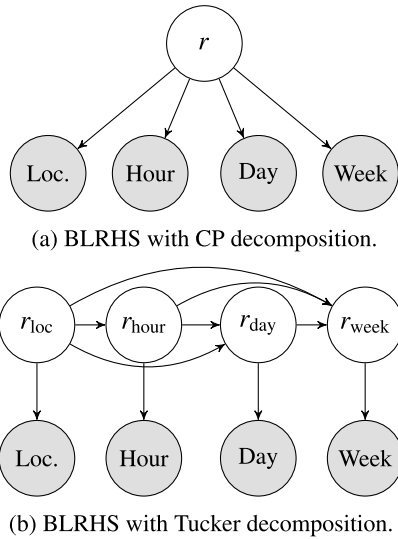 r
Loc. Hour Day Week
(a) BLRHS with CP decomposition.
r_loc r_hour r_day r_week
Loc. Hour Day Week
(b) BLRHS with Tucker decomposition.